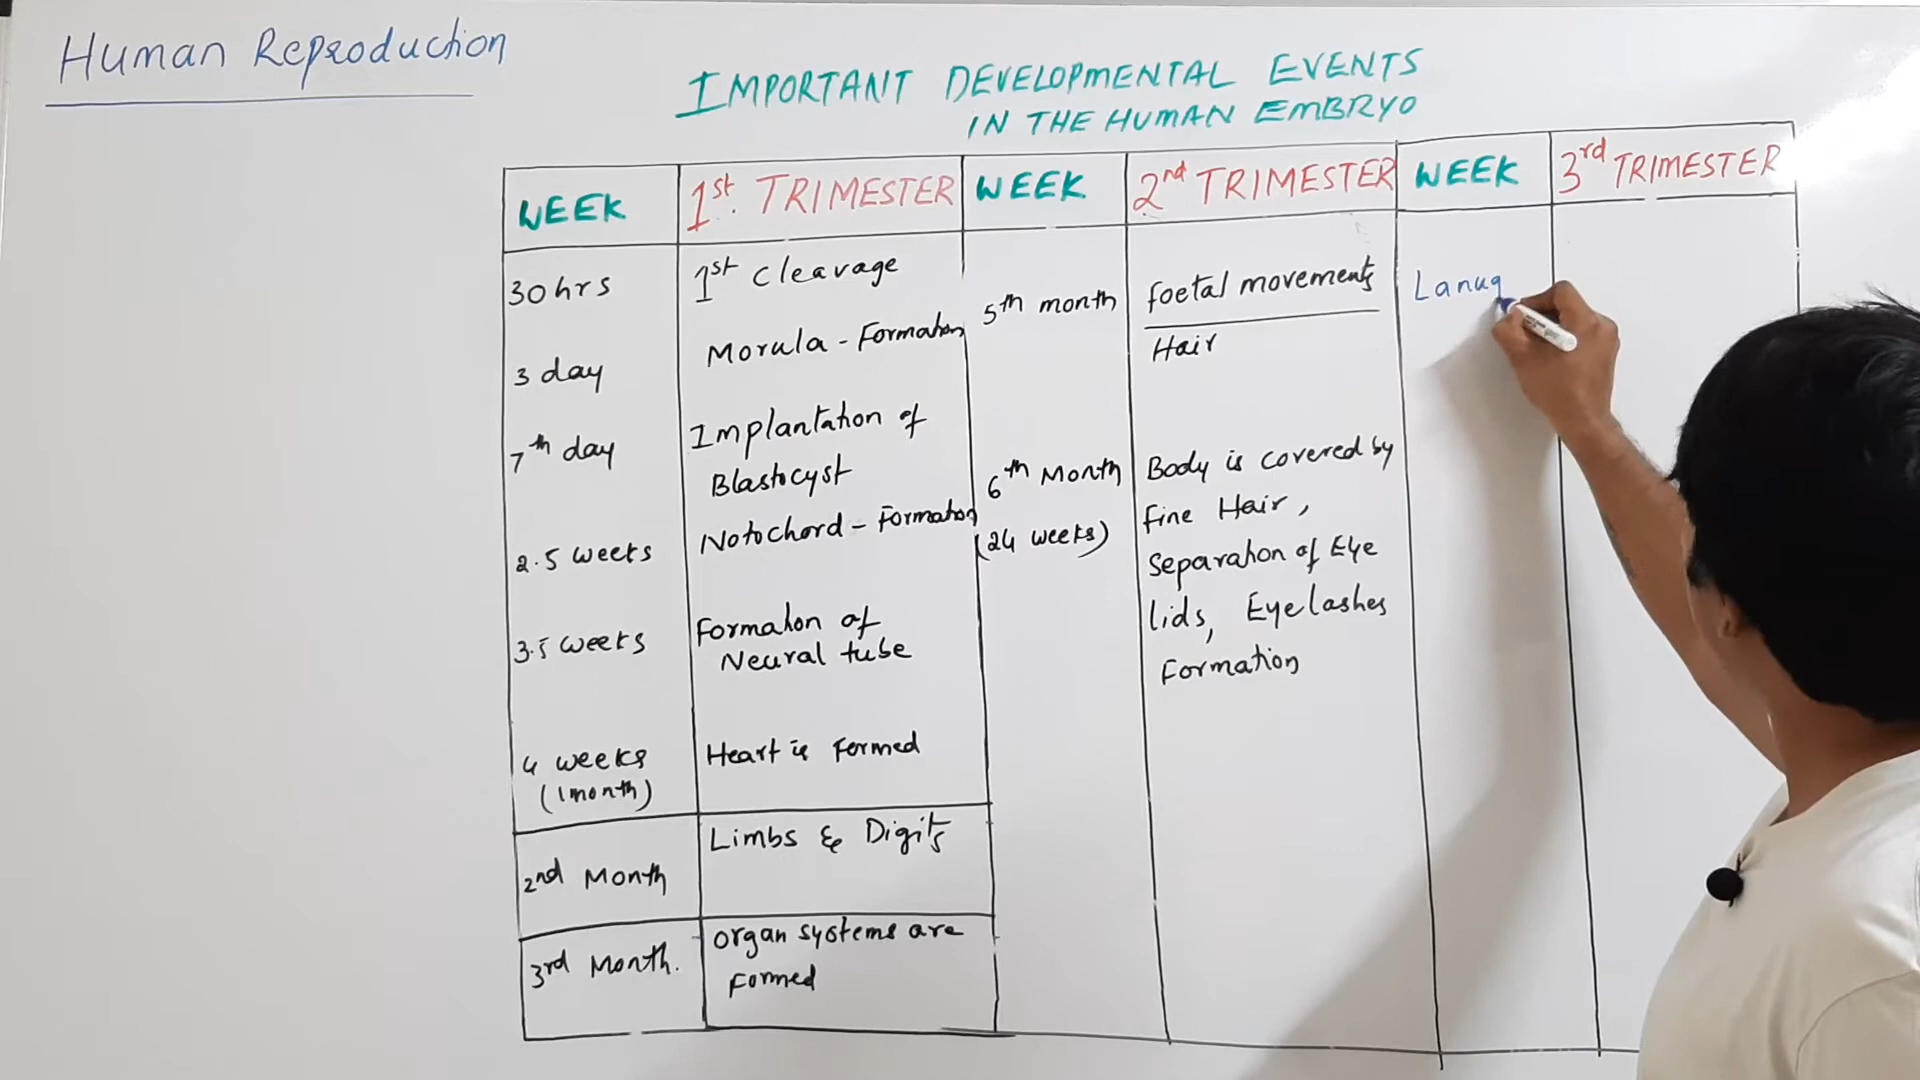 Human Reproduction
IMPORTANT DEVELOPMENTAL EVENTS
IN THE HUMAN EMBRYO
WEEK
1st. TRIMESTER
WEEK
2nd TRIMESTER
WEEK
3rd TRIMESTER
30 hrs
1st cleavage
3 day
Morula - Formation
7th day
Implantation of
Blastocyst
2.5 weeks
Notochord - Formation
3.5 weeks
Formation of
Neural tube
4 weeks
(1 month)
Heart is Formed
2nd Month
Limbs & Digits
3rd Month.
organ systems are
Formed
5th month
foetal movements
Hair
6th Month
(24 weeks)
Body is covered by
Fine Hair,
Separation of Eye
lids, Eyelashes
Formation
Lanug